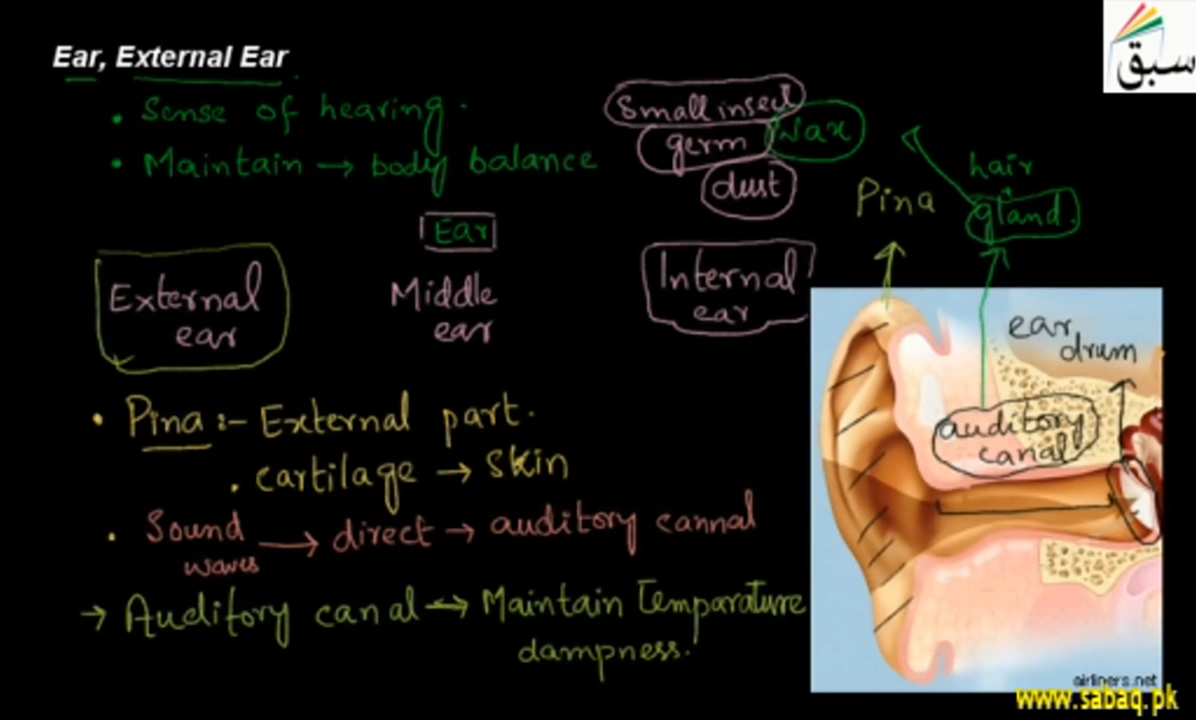 Ear, External Ear
سبق
• Sense of hearing.
• Maintain → body balance
Small insect
germ
Wax
dust
Pina
hair
+
gland.
Ear
External
ear
Middle
ear
Internal
ear
ear
drum
auditory
canal
• Pina :- External part.
. cartilage → skin
. Sound → direct → auditory cannal
waves
→ Auditory canal ↔ Maintain Temparature
dampness.
airliners.net
www.sabaq.pk